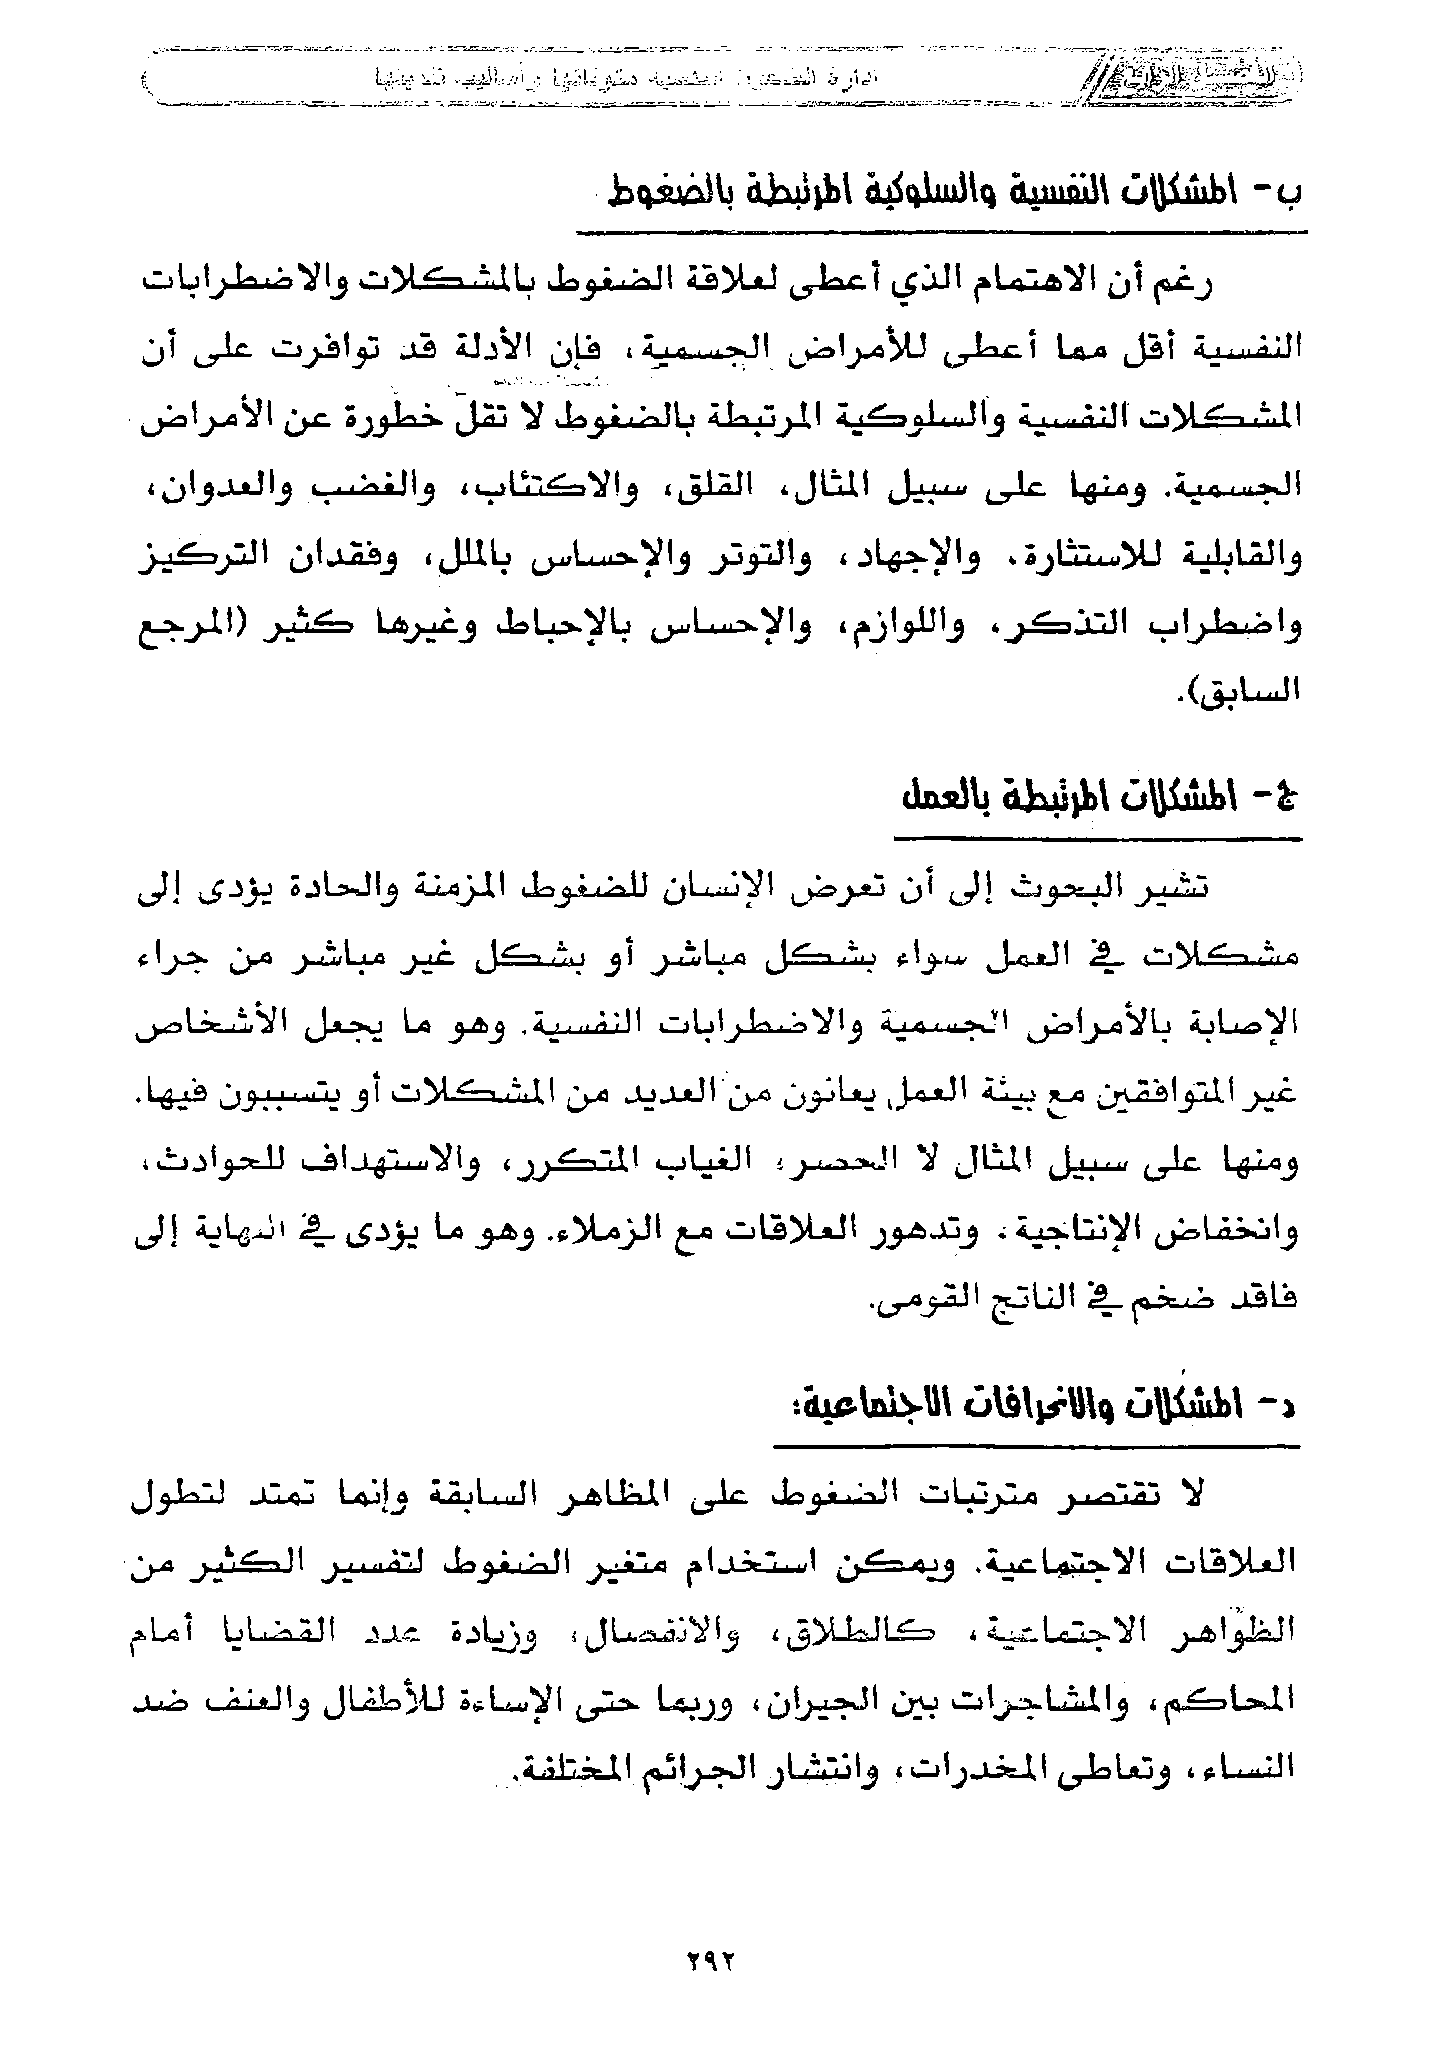 ب- المشكلات النفسية والسلوكية المرتبطة بالضغوط
رغم أن الاهتمام الذي أعطى لعلاقة الضغوط بالمشكلات والاضطرابات
النفسية أقل مما أعطى للأمراض الجسمية، فإن الأدلة قد توافرت على أن
المشكلات النفسية والسلوكية المرتبطة بالضغوط لا تقل خطورة عن الأمراض
الجسمية. ومنها على سبيل المثال، القلق، والاكتئاب، والغضب والعدوان،
والقابلية للاستثارة، والإجهاد، والتوتر والإحساس بالملل، وفقدان التركيز
واضطراب التذكر، واللوازم، والإحساس بالإحباط وغيرها كثير (المرجع
السابق).
ج- المشكلات المرتبطة بالعمل
تشير البحوث إلى أن تعرض الإنسان للضغوط المزمنة والحادة يؤدى إلى
مشكلات في العمل سواء بشكل مباشر أو بشكل غير مباشر من جراء
الإصابة بالأمراض الجسمية والاضطرابات النفسية. وهو ما يجعل الأشخاص
غير المتوافقين مع بيئة العمل يعانون من العديد من المشكلات أو يتسببون فيها.
ومنها على سبيل المثال لا الحصر؛ الغياب المتكرر، والاستهداف للحوادث،
وانخفاض الإنتاجية، وتدهور العلاقات مع الزملاء. وهو ما يؤدى في النهاية إلى
فاقد ضخم في الناتج القومى.
د- المشكلات والانحرافات الاجتماعية:
لا تقتصر مترتبات الضغوط على المظاهر السابقة وإنما تمتد لتطول
العلاقات الاجتماعية. ويمكن استخدام متغير الضغوط لتفسير الكثير من
الظواهر الاجتماعية، كالطلاق، والانفصال، وزيادة عدد القضايا أمام
المحاكم، والمشاجرات بين الجيران، وربما حتى الإساءة للأطفال والعنف ضد
النساء، وتعاطى المخدرات، وانتشار الجرائم المختلفة.
٢٩٢